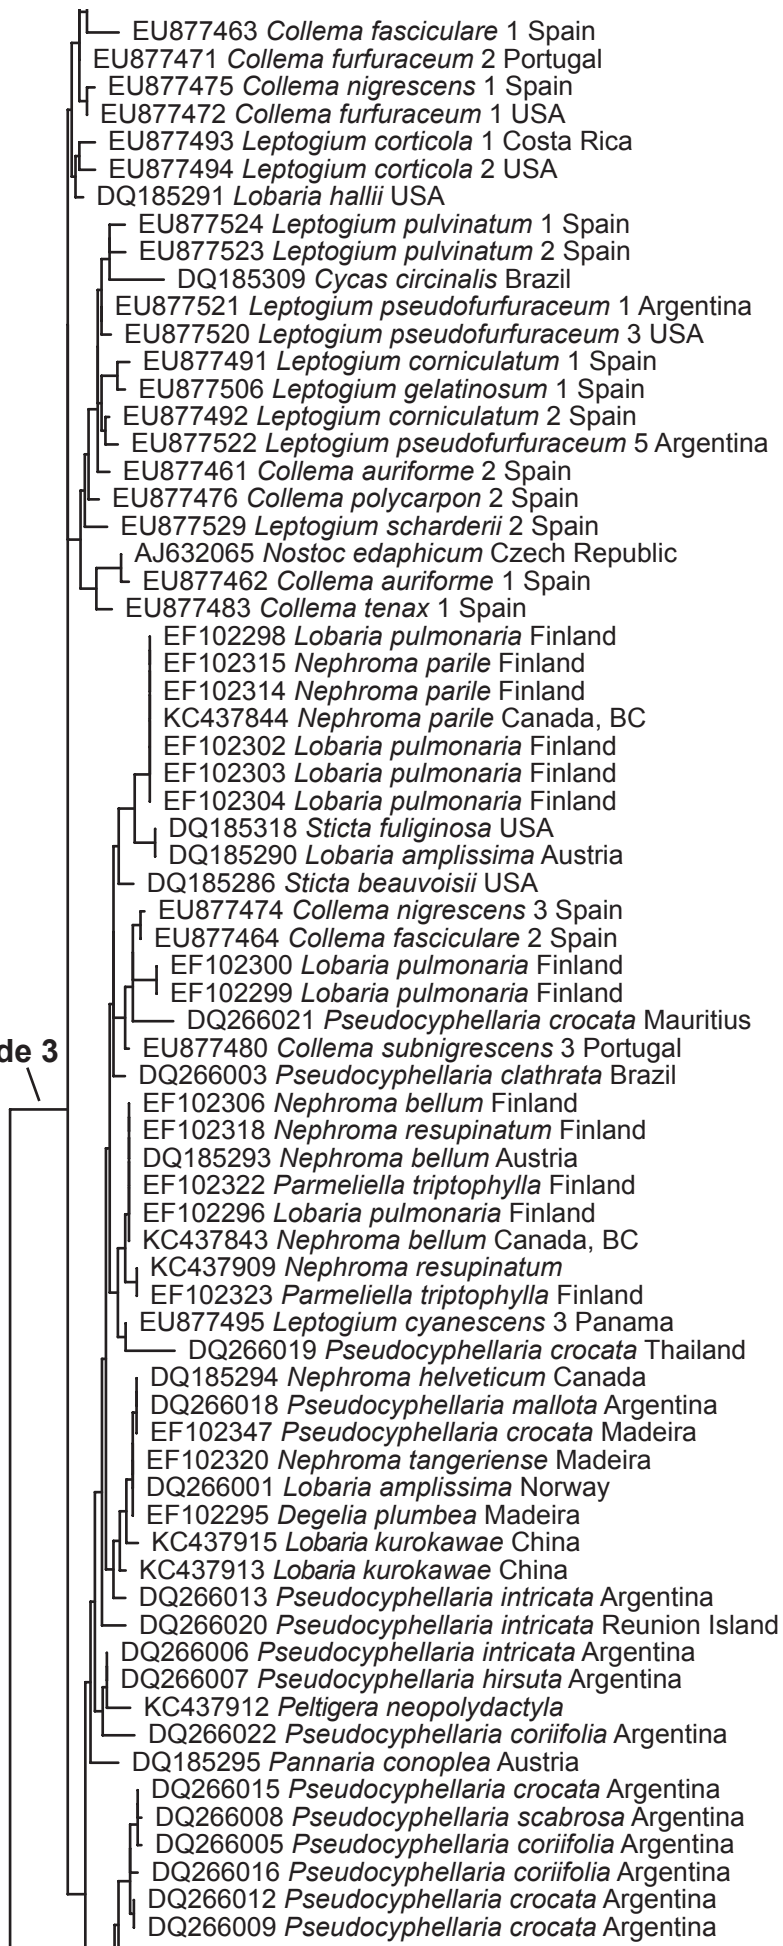 EU877463 Collema fasciculare 1 Spain
EU877471 Collema furfuraceum 2 Portugal
EU877475 Collema nigrescens 1 Spain
EU877472 Collema furfuraceum 1 USA
EU877493 Leptogium corticola 1 Costa Rica
EU877494 Leptogium corticola 2 USA
DQ185291 Lobaria hallii USA
EU877524 Leptogium pulvinatum 1 Spain
EU877523 Leptogium pulvinatum 2 Spain
DQ185309 Cycas circinalis Brazil
EU877521 Leptogium pseudofurfuraceum 1 Argentina
EU877520 Leptogium pseudofurfuraceum 3 USA
EU877491 Leptogium corniculatum 1 Spain
EU877506 Leptogium gelatinosum 1 Spain
EU877492 Leptogium corniculatum 2 Spain
EU877522 Leptogium pseudofurfuraceum 5 Argentina
EU877461 Collema auriforme 2 Spain
EU877476 Collema polycarpon 2 Spain
EU877529 Leptogium scharderii 2 Spain
AJ632065 Nostoc edaphicum Czech Republic
EU877462 Collema auriforme 1 Spain
EU877483 Collema tenax 1 Spain
EF102298 Lobaria pulmonaria Finland
EF102315 Nephroma parile Finland
EF102314 Nephroma parile Finland
KC437844 Nephroma parile Canada, BC
EF102302 Lobaria pulmonaria Finland
EF102303 Lobaria pulmonaria Finland
EF102304 Lobaria pulmonaria Finland
DQ185318 Sticta fuliginosa USA
DQ185290 Lobaria amplissima Austria
DQ185286 Sticta beauvoisii USA
EU877474 Collema nigrescens 3 Spain
EU877464 Collema fasciculare 2 Spain
EF102300 Lobaria pulmonaria Finland
EF102299 Lobaria pulmonaria Finland
DQ266021 Pseudocyphellaria crocata Mauritius
EU877480 Collema subnigrescens 3 Portugal
de 3
DQ266003 Pseudocyphellaria clathrata Brazil
EF102306 Nephroma bellum Finland
EF102318 Nephroma resupinatum Finland
DQ185293 Nephroma bellum Austria
EF102322 Parmeliella triptophylla Finland
EF102296 Lobaria pulmonaria Finland
KC437843 Nephroma bellum Canada, BC
KC437909 Nephroma resupinatum
EF102323 Parmeliella triptophylla Finland
EU877495 Leptogium cyanescens 3 Panama
DQ266019 Pseudocyphellaria crocata Thailand
DQ185294 Nephroma helveticum Canada
DQ266018 Pseudocyphellaria mallota Argentina
EF102347 Pseudocyphellaria crocata Madeira
EF102320 Nephroma tangeriense Madeira
DQ266001 Lobaria amplissima Norway
EF102295 Degelia plumbea Madeira
KC437915 Lobaria kurokawae China
KC437913 Lobaria kurokawae China
DQ266013 Pseudocyphellaria intricata Argentina
DQ266020 Pseudocyphellaria intricata Reunion Island
DQ266006 Pseudocyphellaria intricata Argentina
DQ266007 Pseudocyphellaria hirsuta Argentina
KC437912 Peltigera neopolydactyla
DQ266022 Pseudocyphellaria coriifolia Argentina
DQ185295 Pannaria conoplea Austria
DQ266015 Pseudocyphellaria crocata Argentina
DQ266008 Pseudocyphellaria scabrosa Argentina
DQ266005 Pseudocyphellaria coriifolia Argentina
DQ266016 Pseudocyphellaria coriifolia Argentina
DQ266012 Pseudocyphellaria crocata Argentina
DQ266009 Pseudocyphellaria crocata Argentina